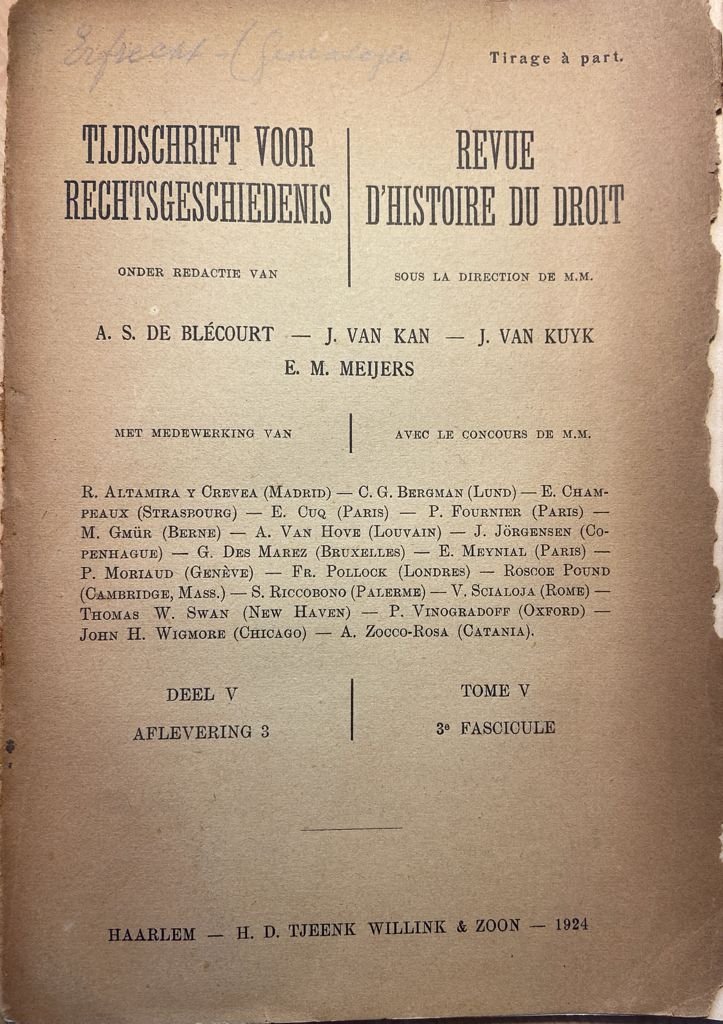 Erfrecht - (Genealogie)
Tirage à part.
TIJDSCHRIFT VOOR
RECHTSGESCHIEDENIS
ONDER REDACTIE VAN
REVUE
D'HISTOIRE DU DROIT
SOUS LA DIRECTION DE M.M.
A. S. DE BLÉCOURT — J. VAN KAN — J. VAN KUYK
E. M. MEIJERS
MET MEDEWERKING VAN
AVEC LE CONCOURS DE M.M.
R. ALTAMIRA Y CREVEA (MADRID) — C. G. BERGMAN (LUND) — E. CHAM-
PEAUX (STRASBOURG) — E. CUQ (PARIS) — P. FOURNIER (PARIS) —
M. GMÜR (BERNE) — A. VAN HOVE (LOUVAIN) — J. JÖRGENSEN (CO-
PENHAGUE) — G. DES MAREZ (BRUXELLES) — E. MEYNIAL (PARIS) —
P. MORIAUD (GENÈVE) — FR. POLLOCK (LONDRES) — ROSCOE POUND
(CAMBRIDGE, MASS.) — S. RICCOBONO (PALERME) — V. SCIALOJA (ROME) —
THOMAS W. SWAN (NEW HAVEN) — P. VINOGRADOFF (OXFORD) —
JOHN H. WIGMORE (CHICAGO) — A. ZOCCO-ROSA (CATANIA).
DEEL V
AFLEVERING 3
TOME V
3e FASCICULE
HAARLEM — H. D. TJEENK WILLINK & ZOON — 1924